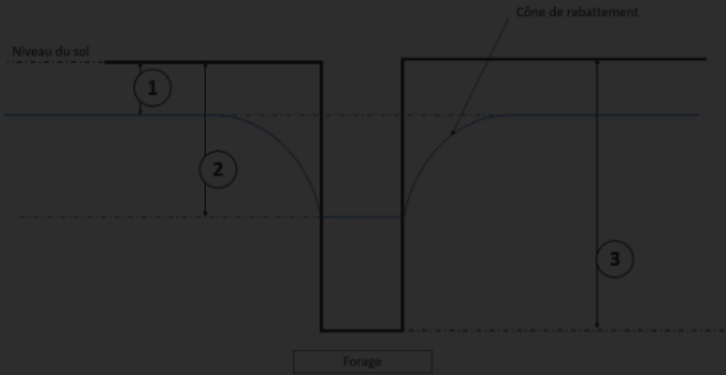 Cône de rabattement
Niveau du sol
1
2
3
Forage